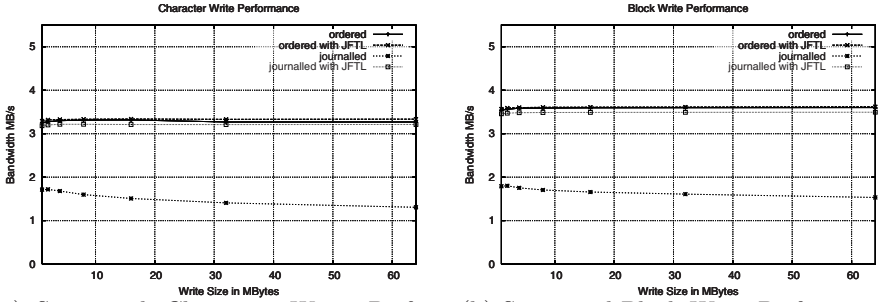 Character Write Performance
5
4
3
2
1
0
Bandwidth MB/s
10 20 30 40 50 60
Write Size in MBytes
ordered
ordered with JFTL
journalled
journalled with JFTL
Block Write Performance
5
4
3
2
1
0
Bandwidth MB/s
10 20 30 40 50 60
Write Size in MBytes
ordered
ordered with JFTL
journalled
journalled with JFTL